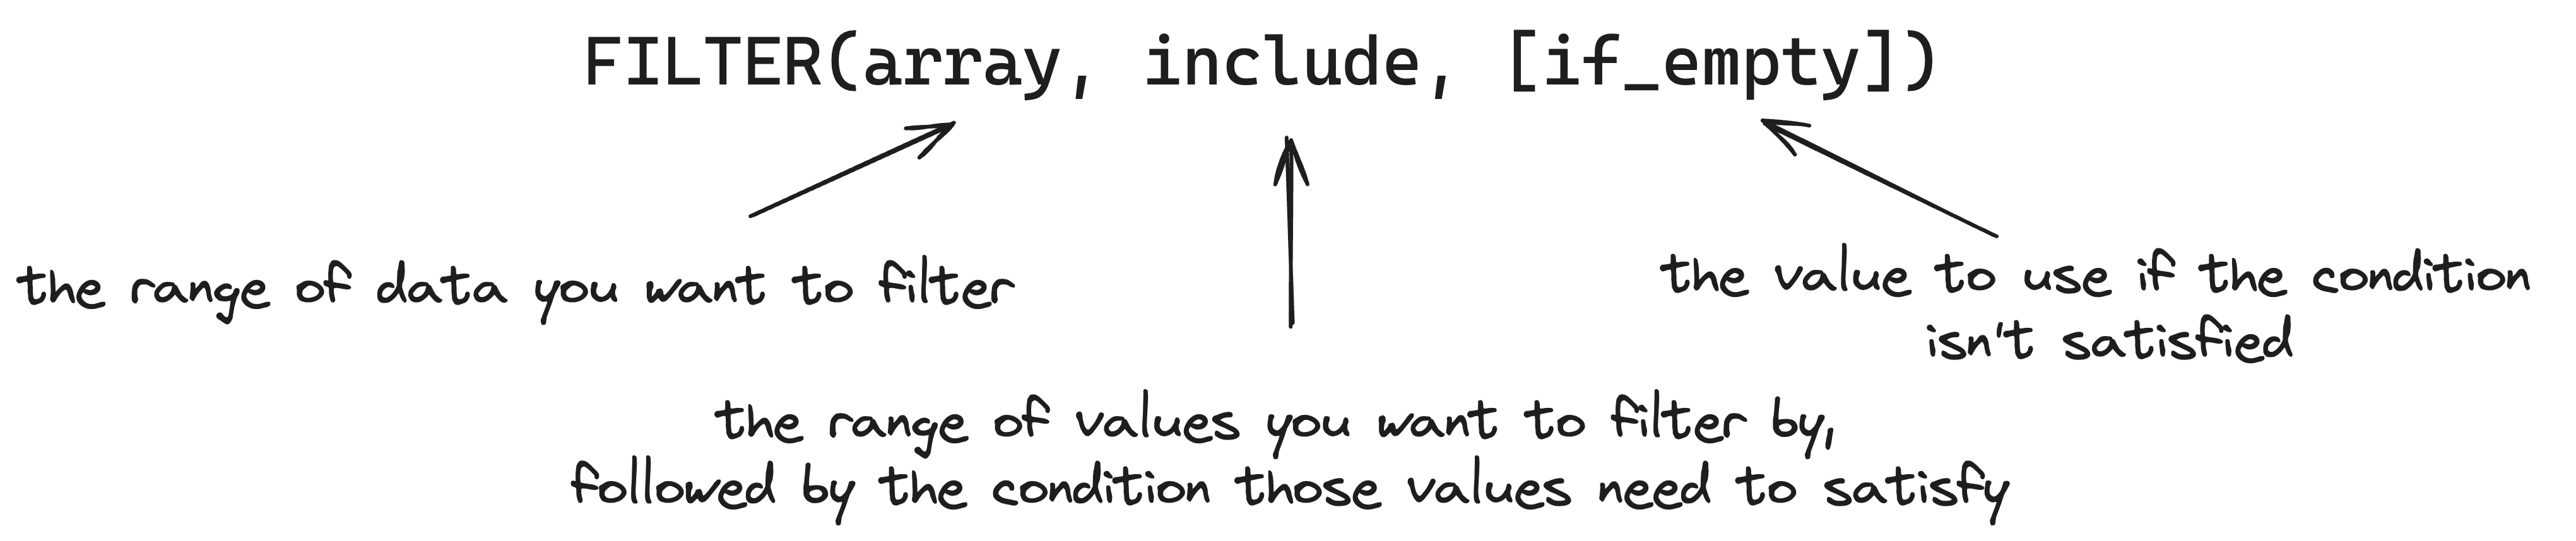 FILTER(array, include, [if_empty])
the range of data you want to filter
the value to use if the condition
isn't satisfied
the range of values you want to filter by,
followed by the condition those values need to satisfy